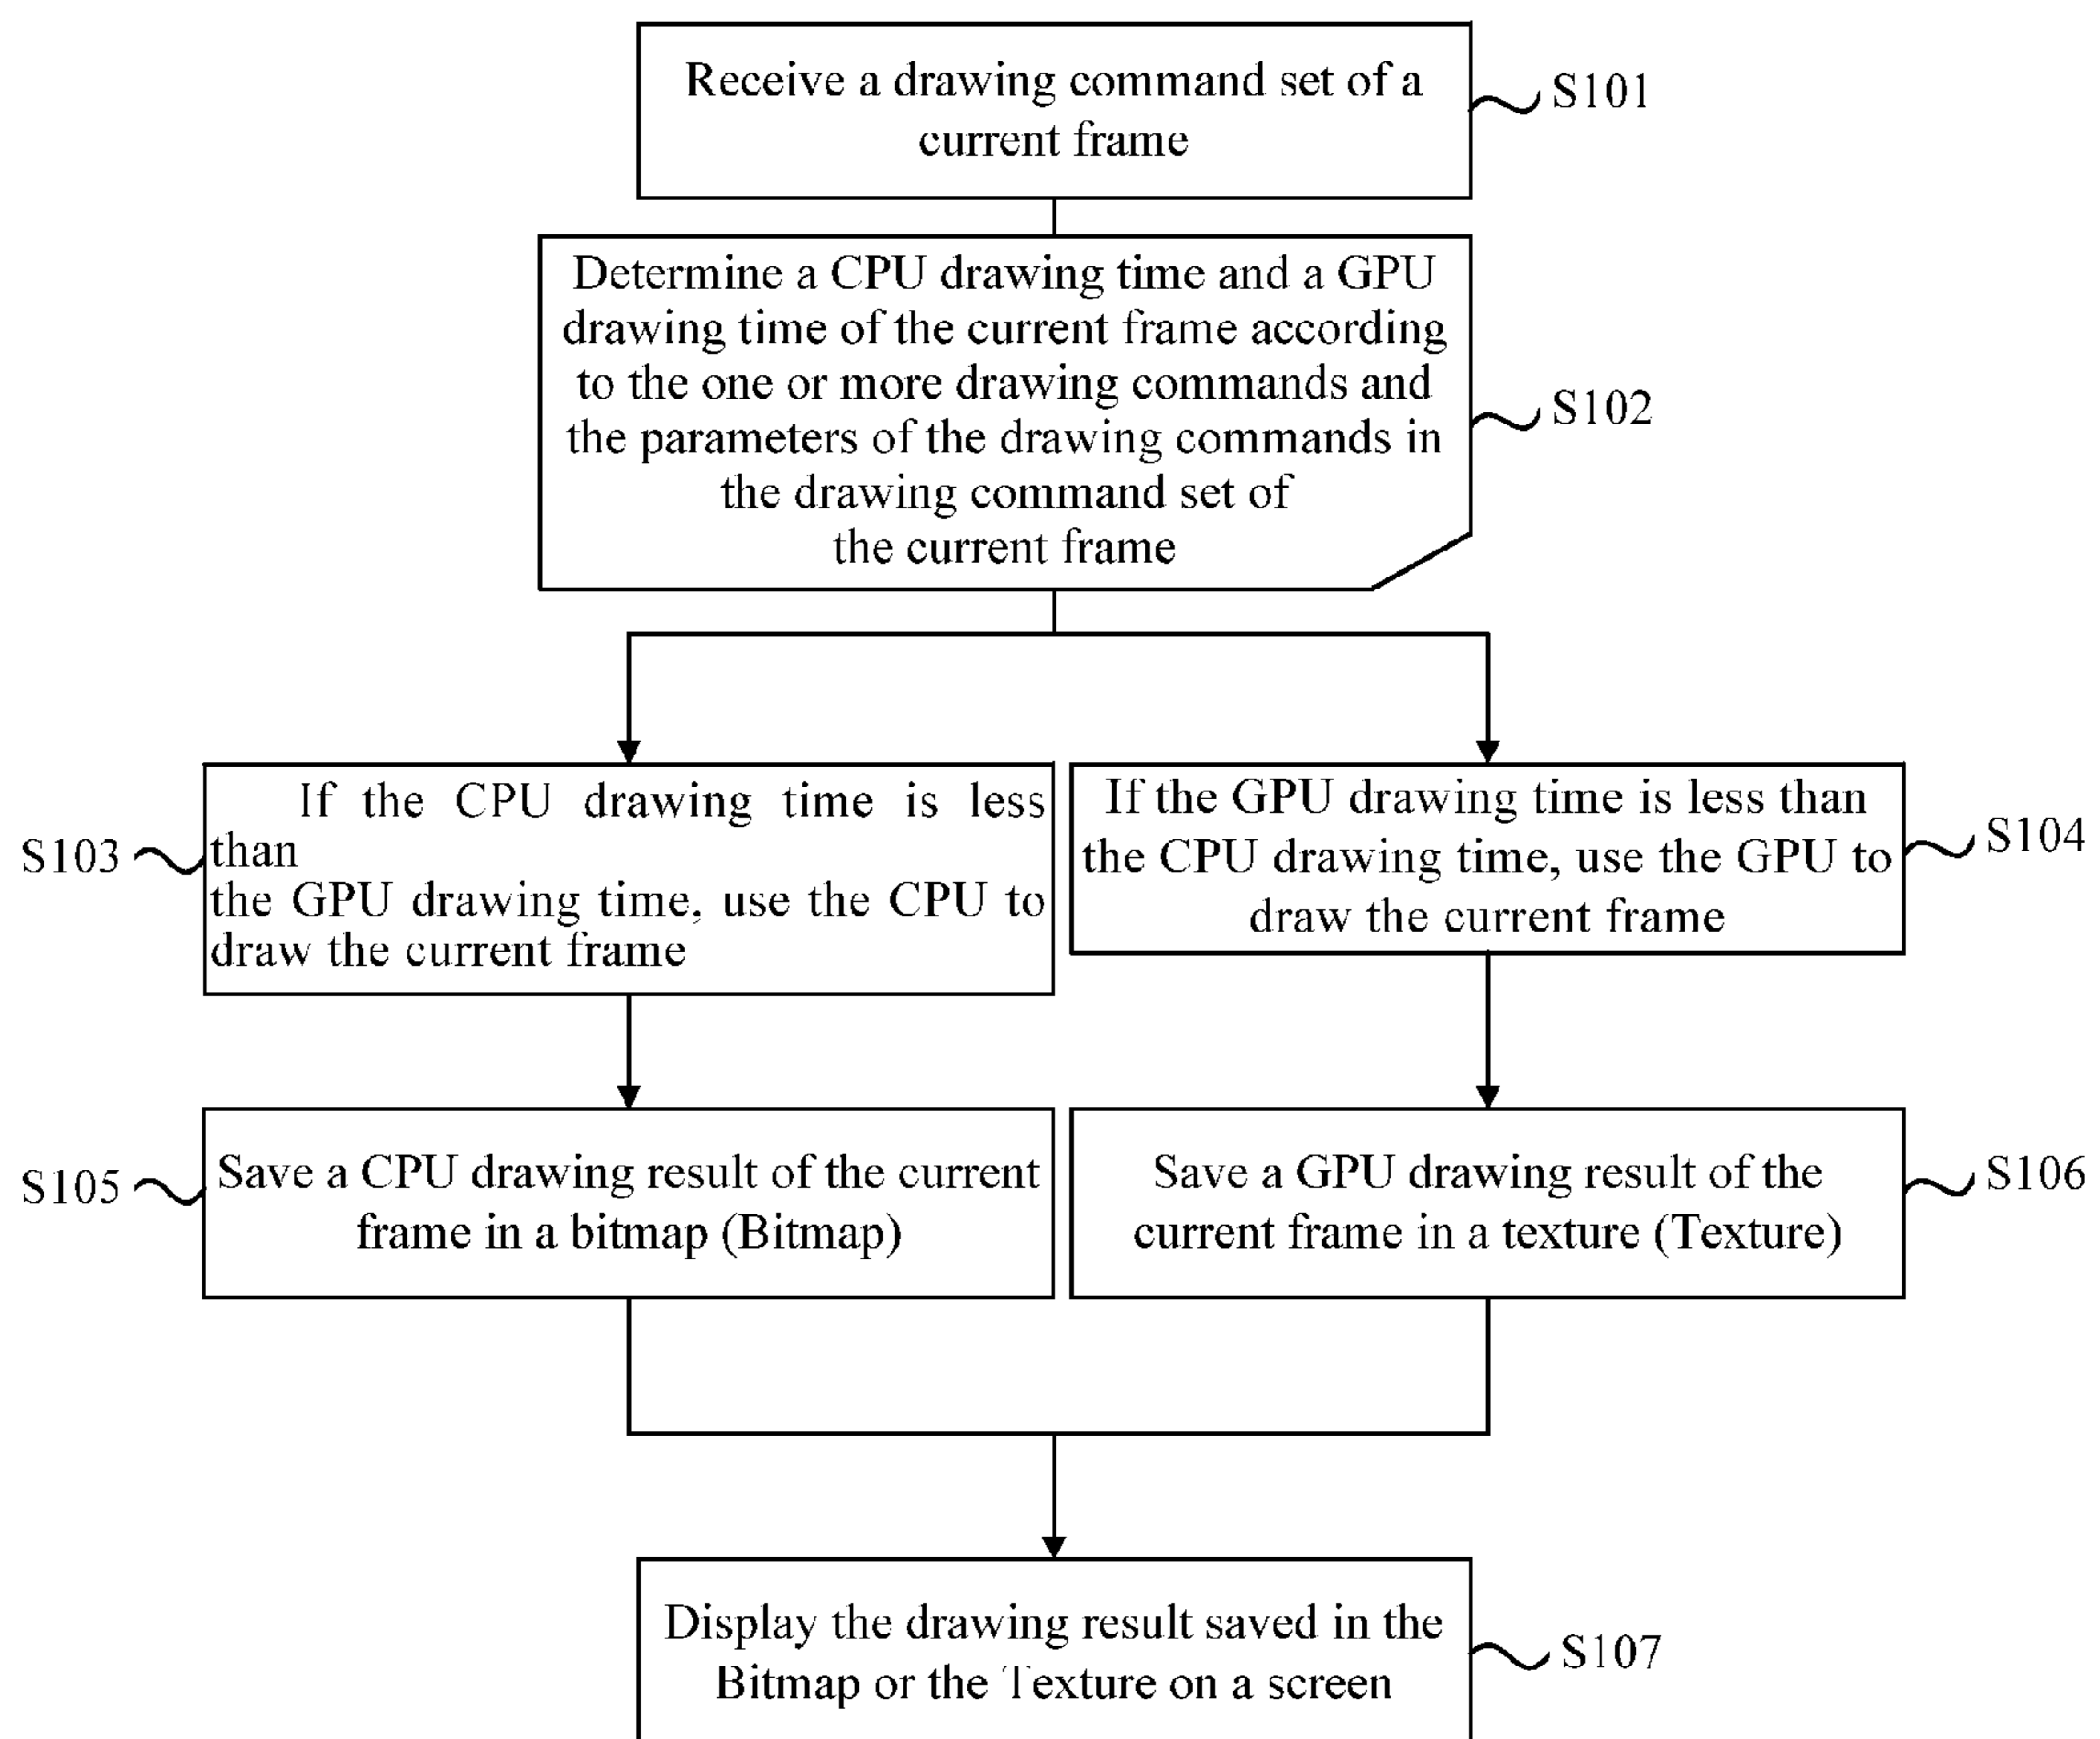 Receive a drawing command set of a
current frame
S101
Determine a CPU drawing time and a GPU
drawing time of the current frame according
to the one or more drawing commands and
the parameters of the drawing commands in
the drawing command set of
the current frame
S102
If the CPU drawing time is less
than
the GPU drawing time, use the CPU to
draw the current frame
S103
If the GPU drawing time is less than
the CPU drawing time, use the GPU to
draw the current frame
S104
S105
Save a CPU drawing result of the current
frame in a bitmap (Bitmap)
Save a GPU drawing result of the
current frame in a texture (Texture)
S106
Display the drawing result saved in the
Bitmap or the Texture on a screen
S107